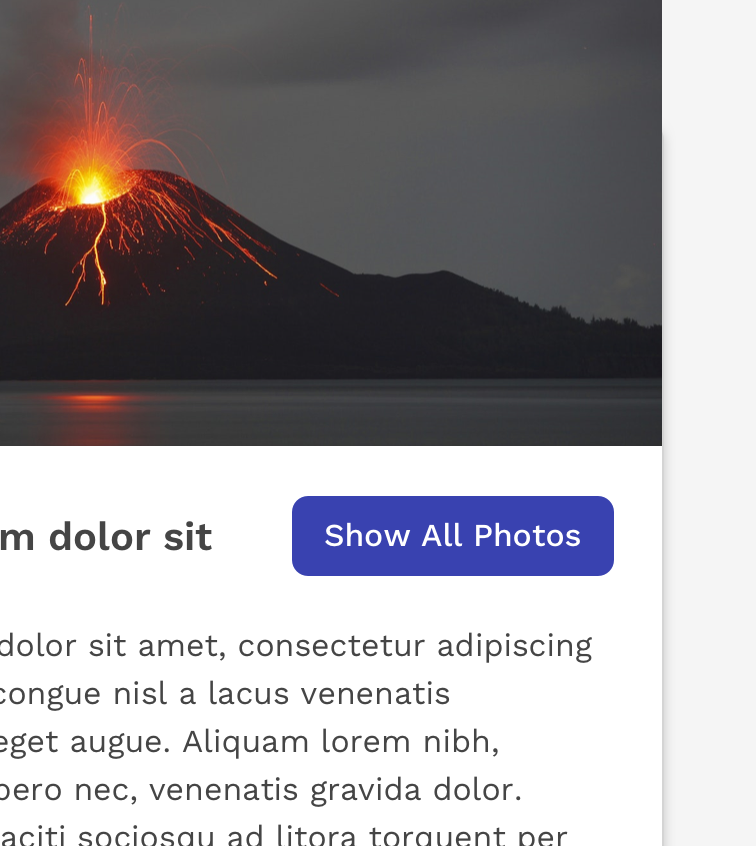 m dolor sit
Show All Photos
dolor sit amet, consectetur adipiscing
congue nisl a lacus venenatis
eget augue. Aliquam lorem nibh,
pero nec, venenatis gravida dolor.
aciti sociosqu ad litora torquent per